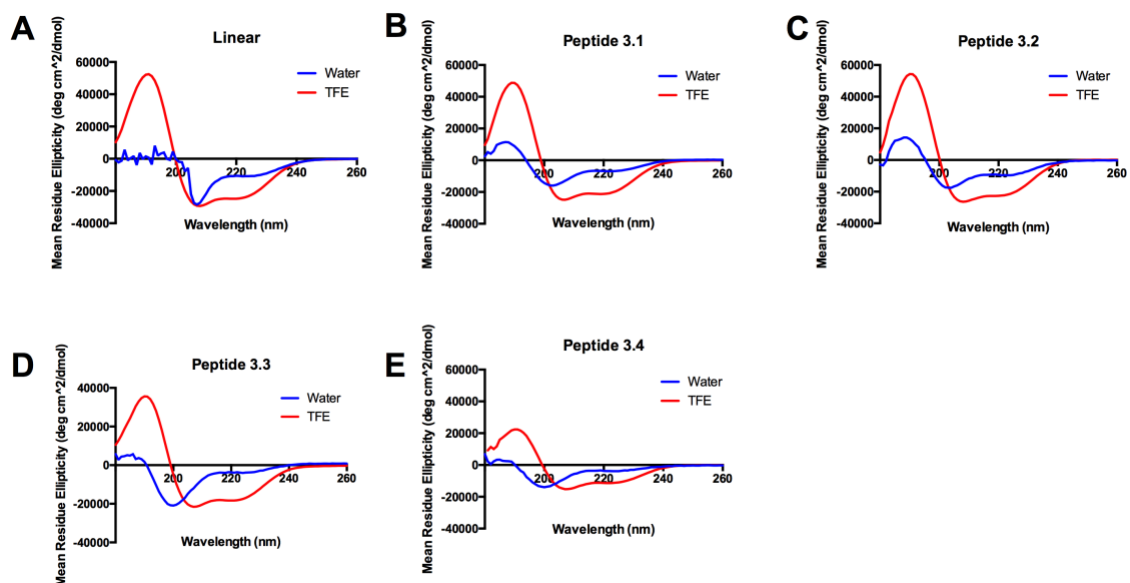 A
Linear
Mean Residue Ellipticity (deg cm^2/dmol)
60000
40000
20000
0
-20000
-40000
200
220
240
260
Wavelength (nm)
Water
TFE
B
Peptide 3.1
Mean Residue Ellipticity (deg cm^2/dmol)
60000
40000
20000
0
-20000
-40000
200
220
240
260
Wavelength (nm)
Water
TFE
C
Peptide 3.2
Mean Residue Ellipticity (deg cm^2/dmol)
60000
40000
20000
0
-20000
-40000
200
220
240
260
Wavelength (nm)
Water
TFE
D
Peptide 3.3
Mean Residue Ellipticity (deg cm^2/dmol)
40000
20000
0
-20000
-40000
200
220
240
260
Wavelength (nm)
Water
TFE
E
Peptide 3.4
Mean Residue Ellipticity (deg cm^2/dmol)
60000
40000
20000
0
-20000
-40000
200
220
240
260
Wavelength (nm)
Water
TFE